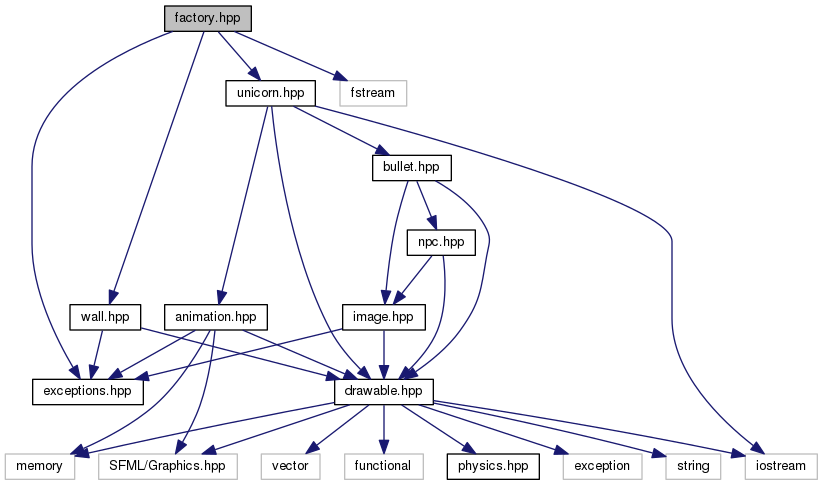 factory.hpp
unicorn.hpp
fstream
bullet.hpp
npc.hpp
wall.hpp
animation.hpp
image.hpp
exceptions.hpp
drawable.hpp
memory
SFML/Graphics.hpp
vector
functional
physics.hpp
exception
string
iostream